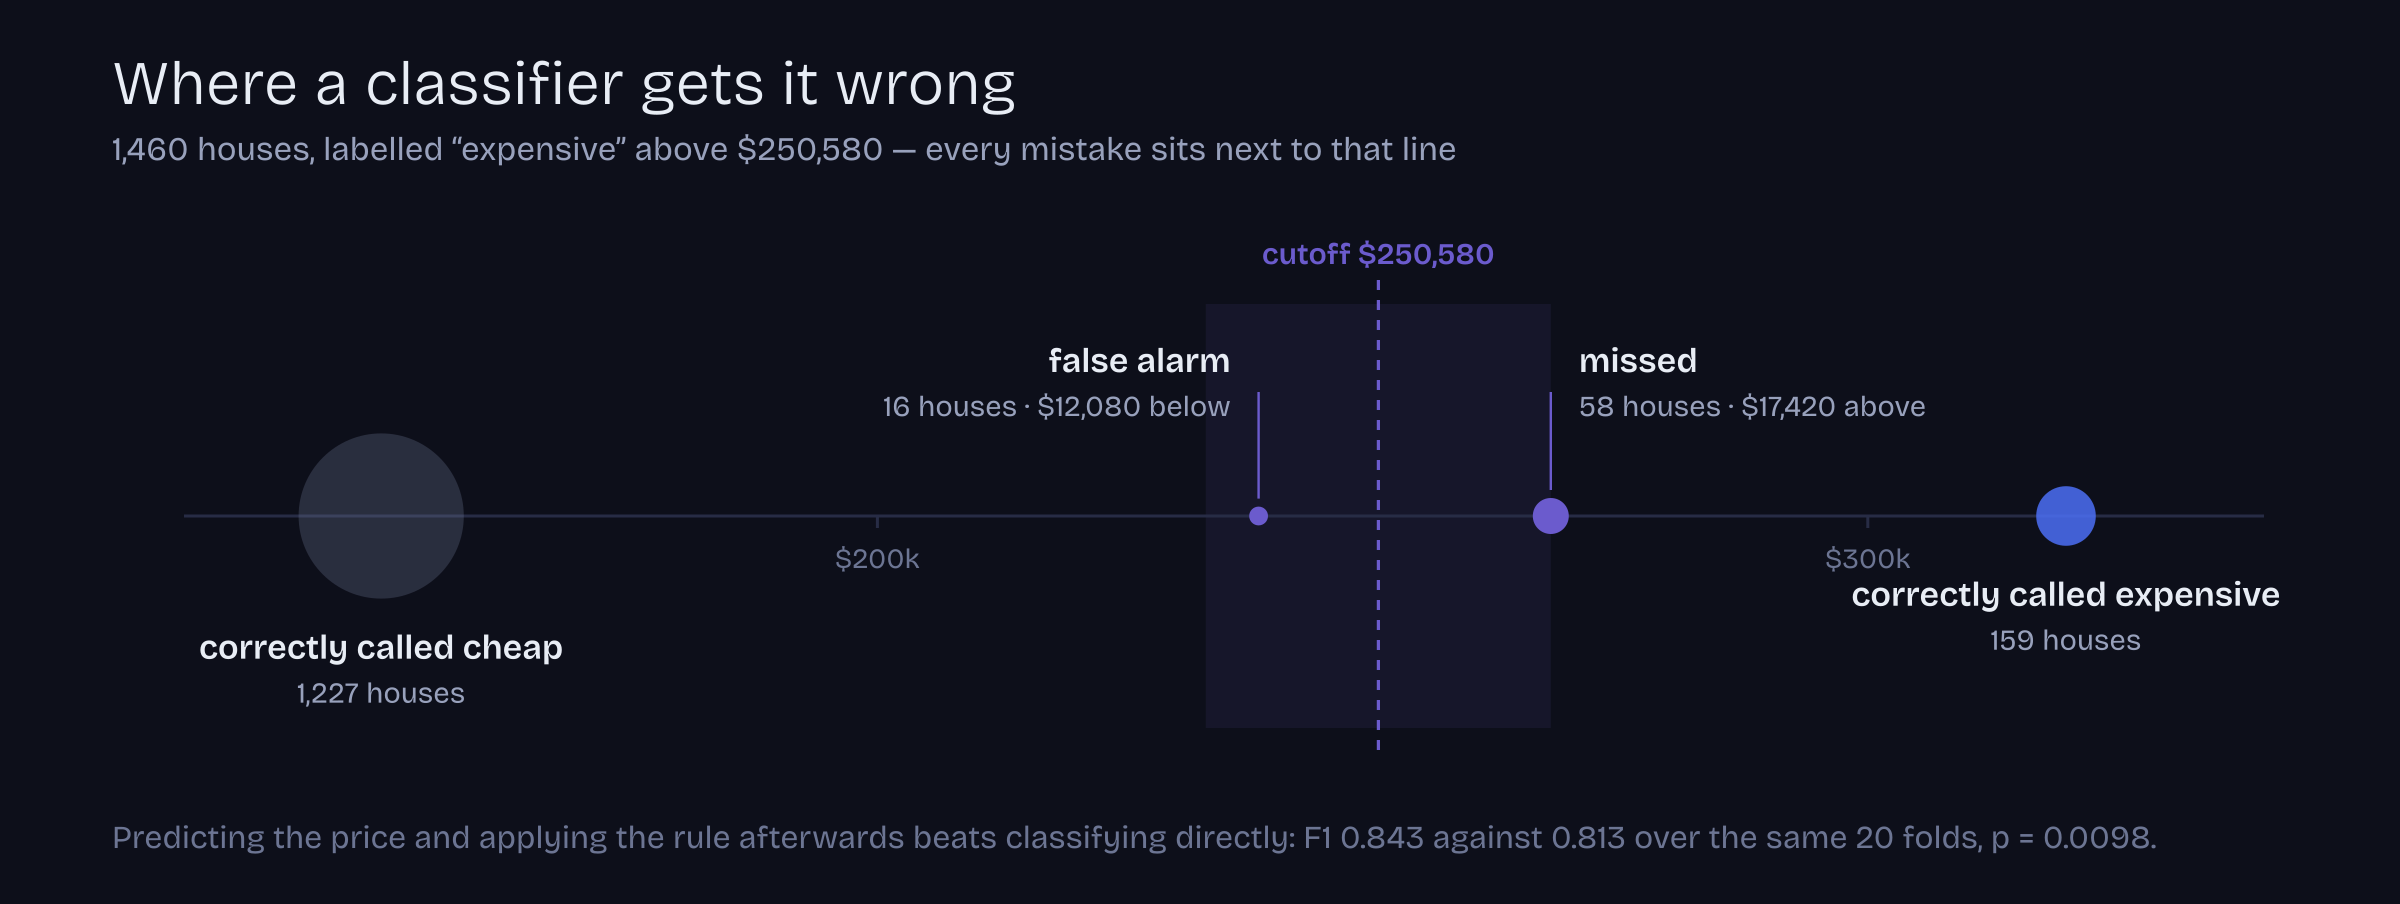 Where a classifier gets it wrong
1,460 houses, labelled “expensive” above $250,580 — every mistake sits next to that line
cutoff $250,580
false alarm
16 houses · $12,080 below
missed
58 houses · $17,420 above
$200k
$300k
correctly called cheap
1,227 houses
correctly called expensive
159 houses
Predicting the price and applying the rule afterwards beats classifying directly: F1 0.843 against 0.813 over the same 20 folds, p = 0.0098.